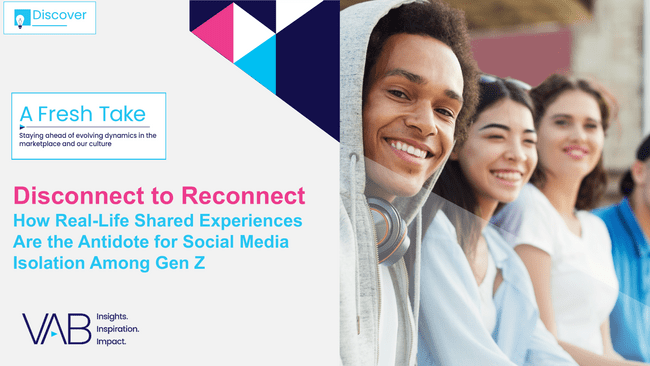 Discover
A Fresh Take
Staying ahead of evolving dynamics in the
marketplace and our culture
Disconnect to Reconnect
How Real-Life Shared Experiences
Are the Antidote for Social Media
Isolation Among Gen Z
VAB
Insights.
Inspiration.
Impact.